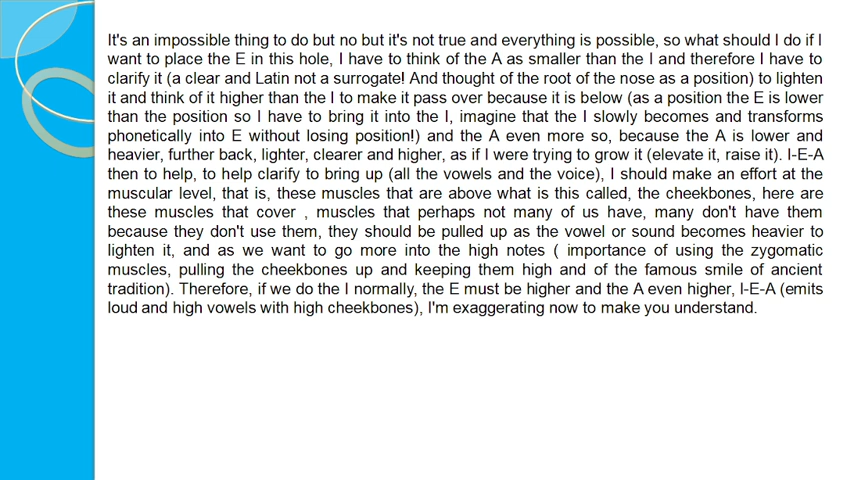 It's an impossible thing to do but no but it's not true and everything is possible, so what should I do if I
want to place the E in this hole, I have to think of the A as smaller than the I and therefore I have to
clarify it (a clear and Latin not a surrogate! And thought of the root of the nose as a position) to lighten
it and think of it higher than the I to make it pass over because it is below (as a position the E is lower
than the position so I have to bring it into the I, imagine that the I slowly becomes and transforms
phonetically into E without losing position!) and the A even more so, because the A is lower and
heavier, further back, lighter, clearer and higher, as if I were trying to grow it (elevate it, raise it). I-E-A
then to help, to help clarify to bring up (all the vowels and the voice), I should make an effort at the
muscular level, that is, these muscles that are above what is this called, the cheekbones, here are
these muscles that cover , muscles that perhaps not many of us have, many don't have them
because they don't use them, they should be pulled up as the vowel or sound becomes heavier to
lighten it, and as we want to go more into the high notes ( importance of using the zygomatic
muscles, pulling the cheekbones up and keeping them high and of the famous smile of ancient
tradition). Therefore, if we do the I normally, the E must be higher and the A even higher, I-E-A (emits
loud and high vowels with high cheekbones), I'm exaggerating now to make you understand.